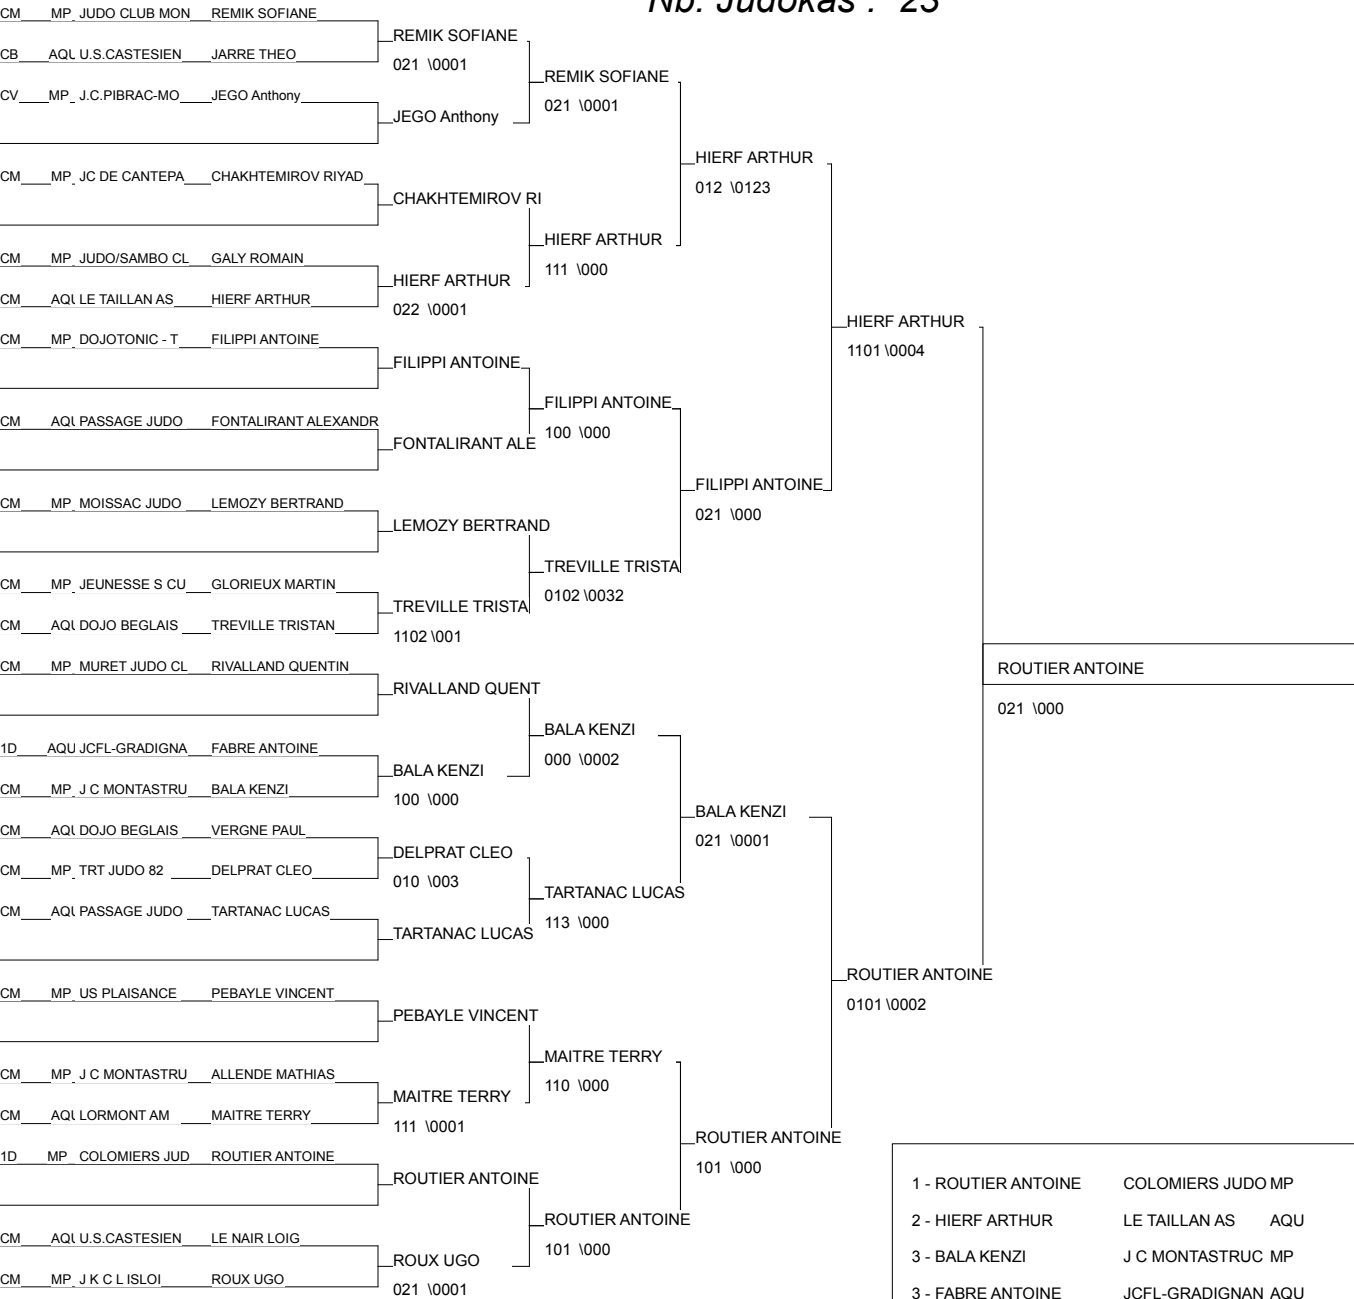 Nb. Judokas : 23
CM MP JUDO CLUB MON REMIK SOFIANE
REMIK SOFIANE
CB AQU U.S.CASTESIEN JARRE THEO
021 \0001
REMIK SOFIANE
CV MP J.C.PIBRAC-MO JEGO Anthony
021 \0001
JEGO Anthony
HIERF ARTHUR
CM MP JC DE CANTEPA CHAKHTEMIROV RIYAD
012 \0123
CHAKHTEMIROV RI
HIERF ARTHUR
CM MP JUDO/SAMBO CL GALY ROMAIN
111 \000
HIERF ARTHUR
CM AQU LE TAILLAN AS HIERF ARTHUR
022 \0001
HIERF ARTHUR
CM MP DOJOTONIC - T FILIPPI ANTOINE
1101 \0004
FILIPPI ANTOINE
FILIPPI ANTOINE
CM AQU PASSAGE JUDO FONTALIRANT ALEXANDR
100 \000
FONTALIRANT ALE
FILIPPI ANTOINE
CM MP MOISSAC JUDO LEMOZY BERTRAND
021 \000
LEMOZY BERTRAND
TREVILLE TRISTA
CM MP JEUNESSE S CU GLORIEUX MARTIN
0102 \0032
TREVILLE TRISTA
CM AQU DOJO BEGLAIS TREVILLE TRISTAN
1102 \001
CM MP MURET JUDO CL RIVALLAND QUENTIN
ROUTIER ANTOINE
RIVALLAND QUENT
021 \000
BALA KENZI
1D AQU JCFL-GRADIGNA FABRE ANTOINE
000 \0002
BALA KENZI
CM MP J C MONTASTRU BALA KENZI
100 \000
BALA KENZI
CM AQU DOJO BEGLAIS VERGNE PAUL
021 \0001
DELPRAT CLEO
CM MP TRT JUDO 82 DELPRAT CLEO
010 \003
TARTANAC LUCAS
CM AQU PASSAGE JUDO TARTANAC LUCAS
113 \000
TARTANAC LUCAS
ROUTIER ANTOINE
CM MP US PLAISANCE PEBAYLE VINCENT
0101 \0002
PEBAYLE VINCENT
MAITRE TERRY
CM MP J C MONTASTRU ALLENDE MATHIAS
110 \000
MAITRE TERRY
CM AQU LORMONT AM MAITRE TERRY
111 \0001
ROUTIER ANTOINE
1D MP COLOMIERS JUD ROUTIER ANTOINE
101 \000
ROUTIER ANTOINE
1 - ROUTIER ANTOINE COLOMIERS JUDO MP
ROUTIER ANTOINE
2 - HIERF ARTHUR LE TAILLAN AS AQU
CM AQU U.S.CASTESIEN LE NAIR LOIG
101 \000
3 - BALA KENZI J C MONTASTRUC MP
ROUX UGO
CM MP J K C L ISLOI ROUX UGO
021 \0001
3 - FABRE ANTOINE JCFL-GRADIGNAN AQU